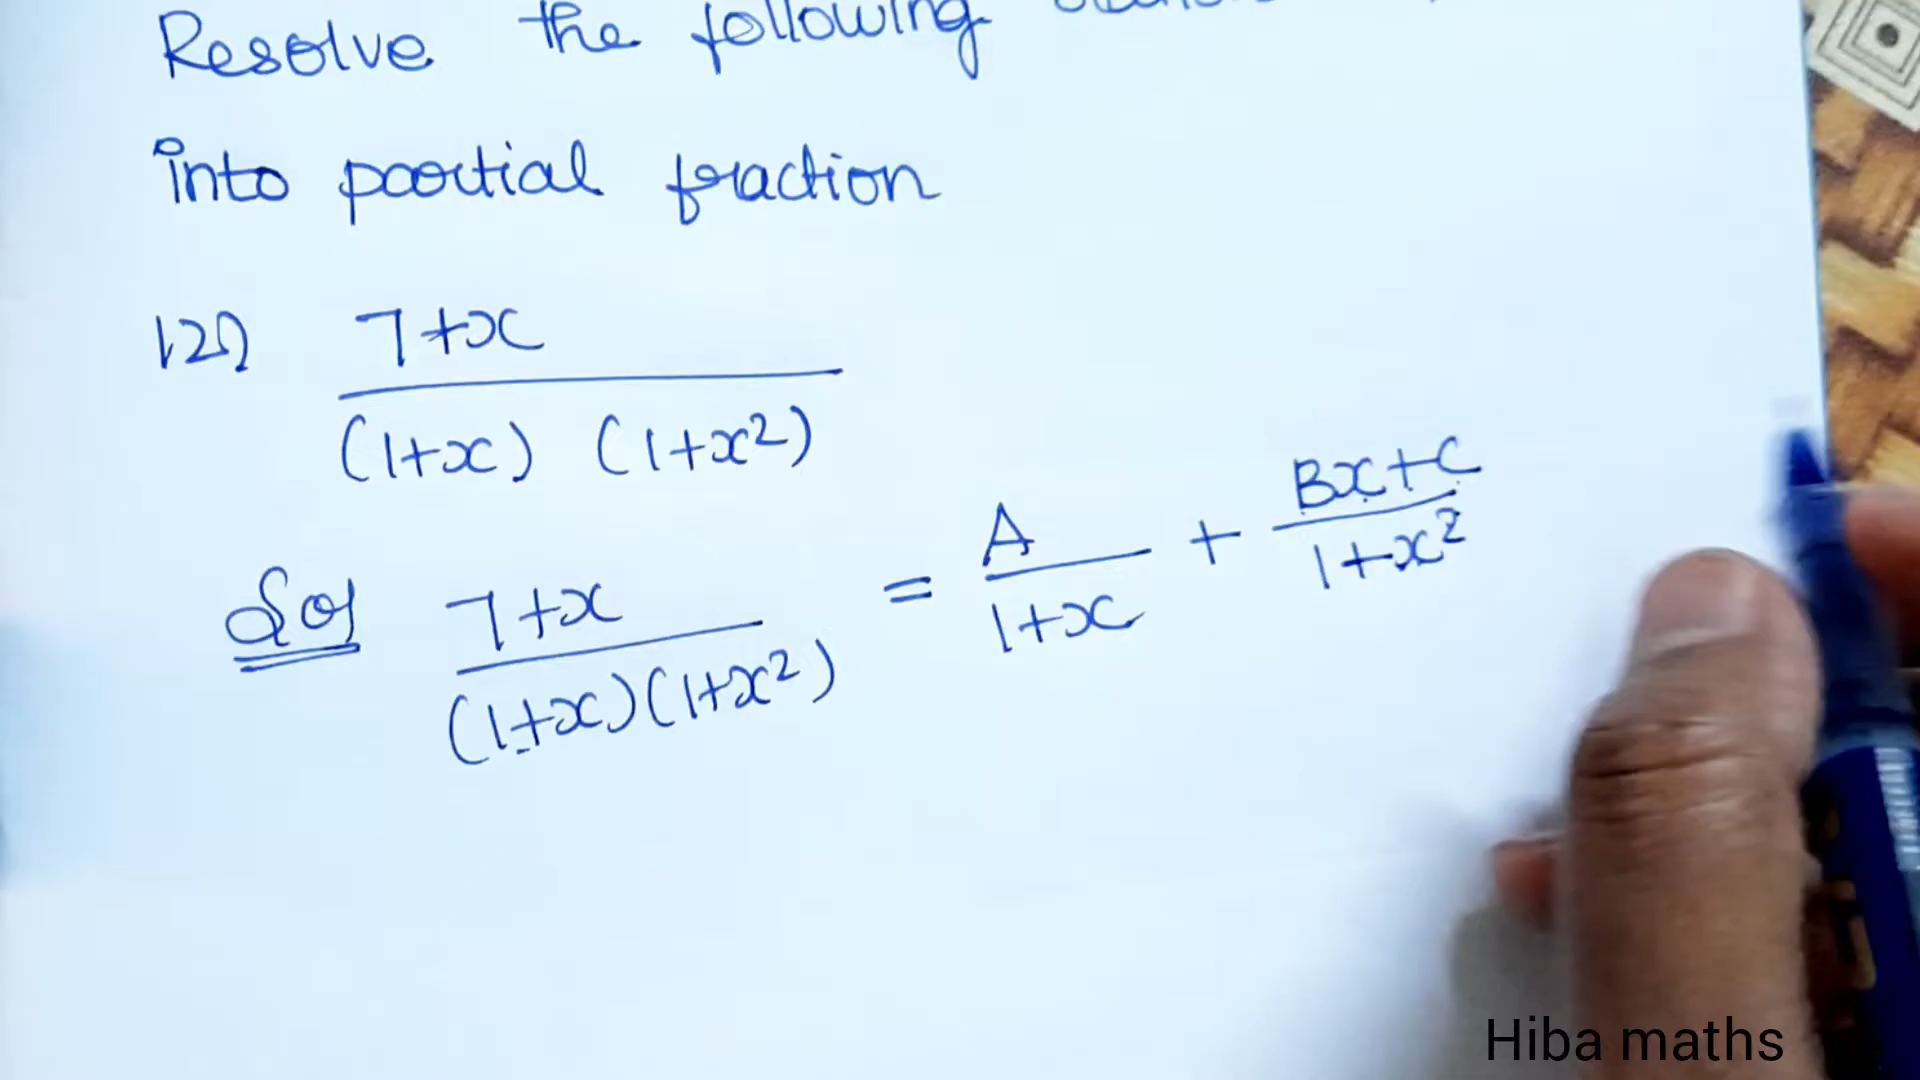 Resolve the following
into partial fraction
12) 7+x / (1+x) (1+x²)
Sol 7+x / (1+x)(1+x²) = A / 1+x + Bx+C / 1+x²
Hiba maths